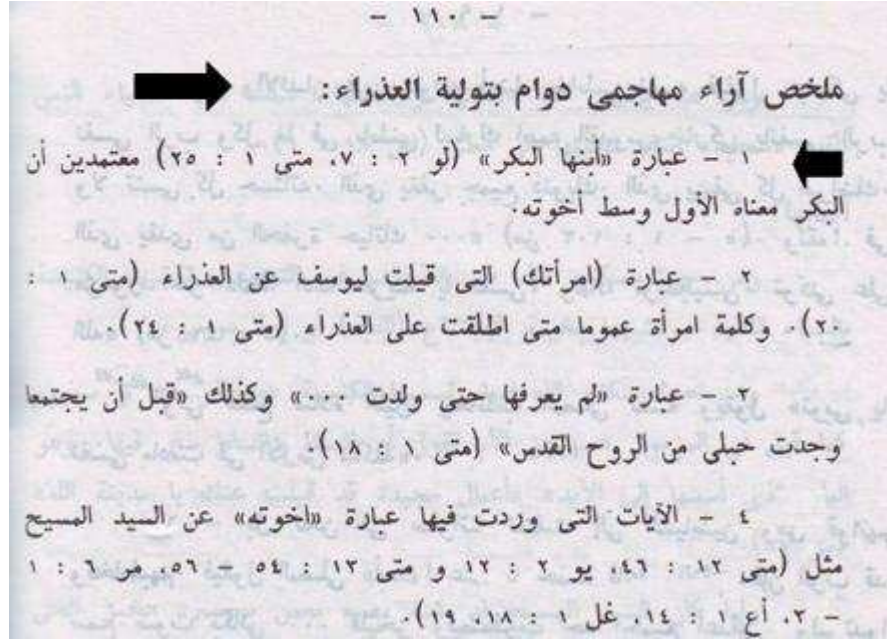 - ١١٠ -
ملخص آراء مهاجمى دوام بتولية العذراء:
١ - عبارة «ابنها البكر» (لو ٢ : ٧، متى ١ : ٢٥) معتمدين أن
البكر معناه الأول وسط أخوته.
٢ - عبارة (امرأتك) التى قيلت ليوسف عن العذراء (متى ١ :
٢٠). وكلمة امرأة عموما متى اطلقت على العذراء (متى ١ : ٢٤).
٣ - عبارة «لم يعرفها حتى ولدت ...» وكذلك «قبل أن يجتمعا
وجدت حبلى من الروح القدس» (متى ١ : ١٨).
٤ - الآيات التى وردت فيها عبارة «اخوته» عن السيد المسيح
مثل (متى ١٢ : ٤٦، يو ٢ : ١٢ و متى ١٣ : ٥٤ - ٥٦، مر ٦ : ١
- ٣، أع ١ : ١٤، غل ١ : ١٨، ١٩).